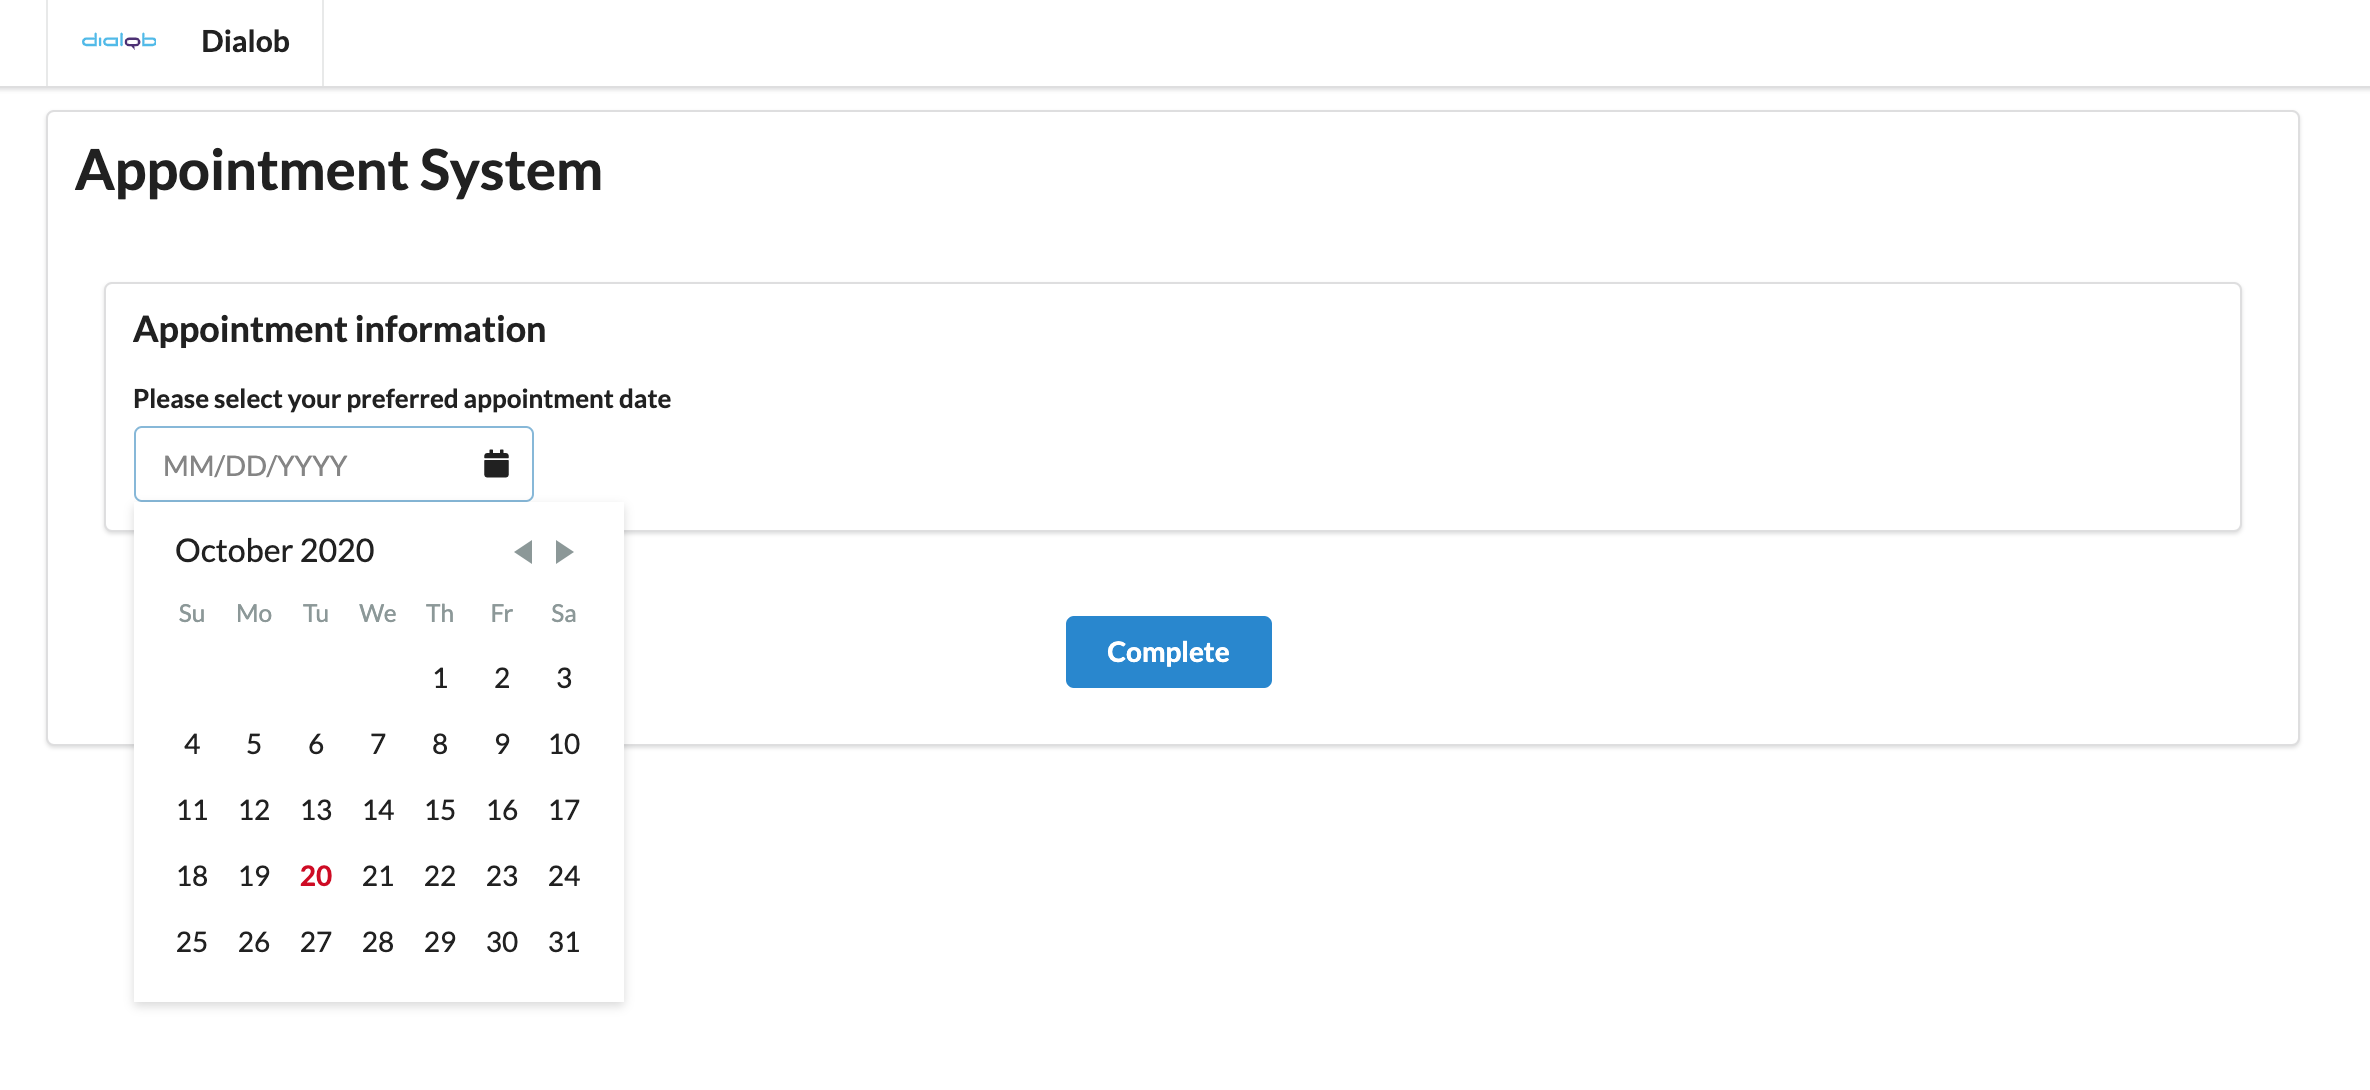 dialob Dialob
Appointment System
Appointment information
Please select your preferred appointment date
MM/DD/YYYY
October 2020
Su Mo Tu We Th Fr Sa
1 2 3
4 5 6 7 8 9 10
11 12 13 14 15 16 17
18 19 20 21 22 23 24
25 26 27 28 29 30 31
Complete